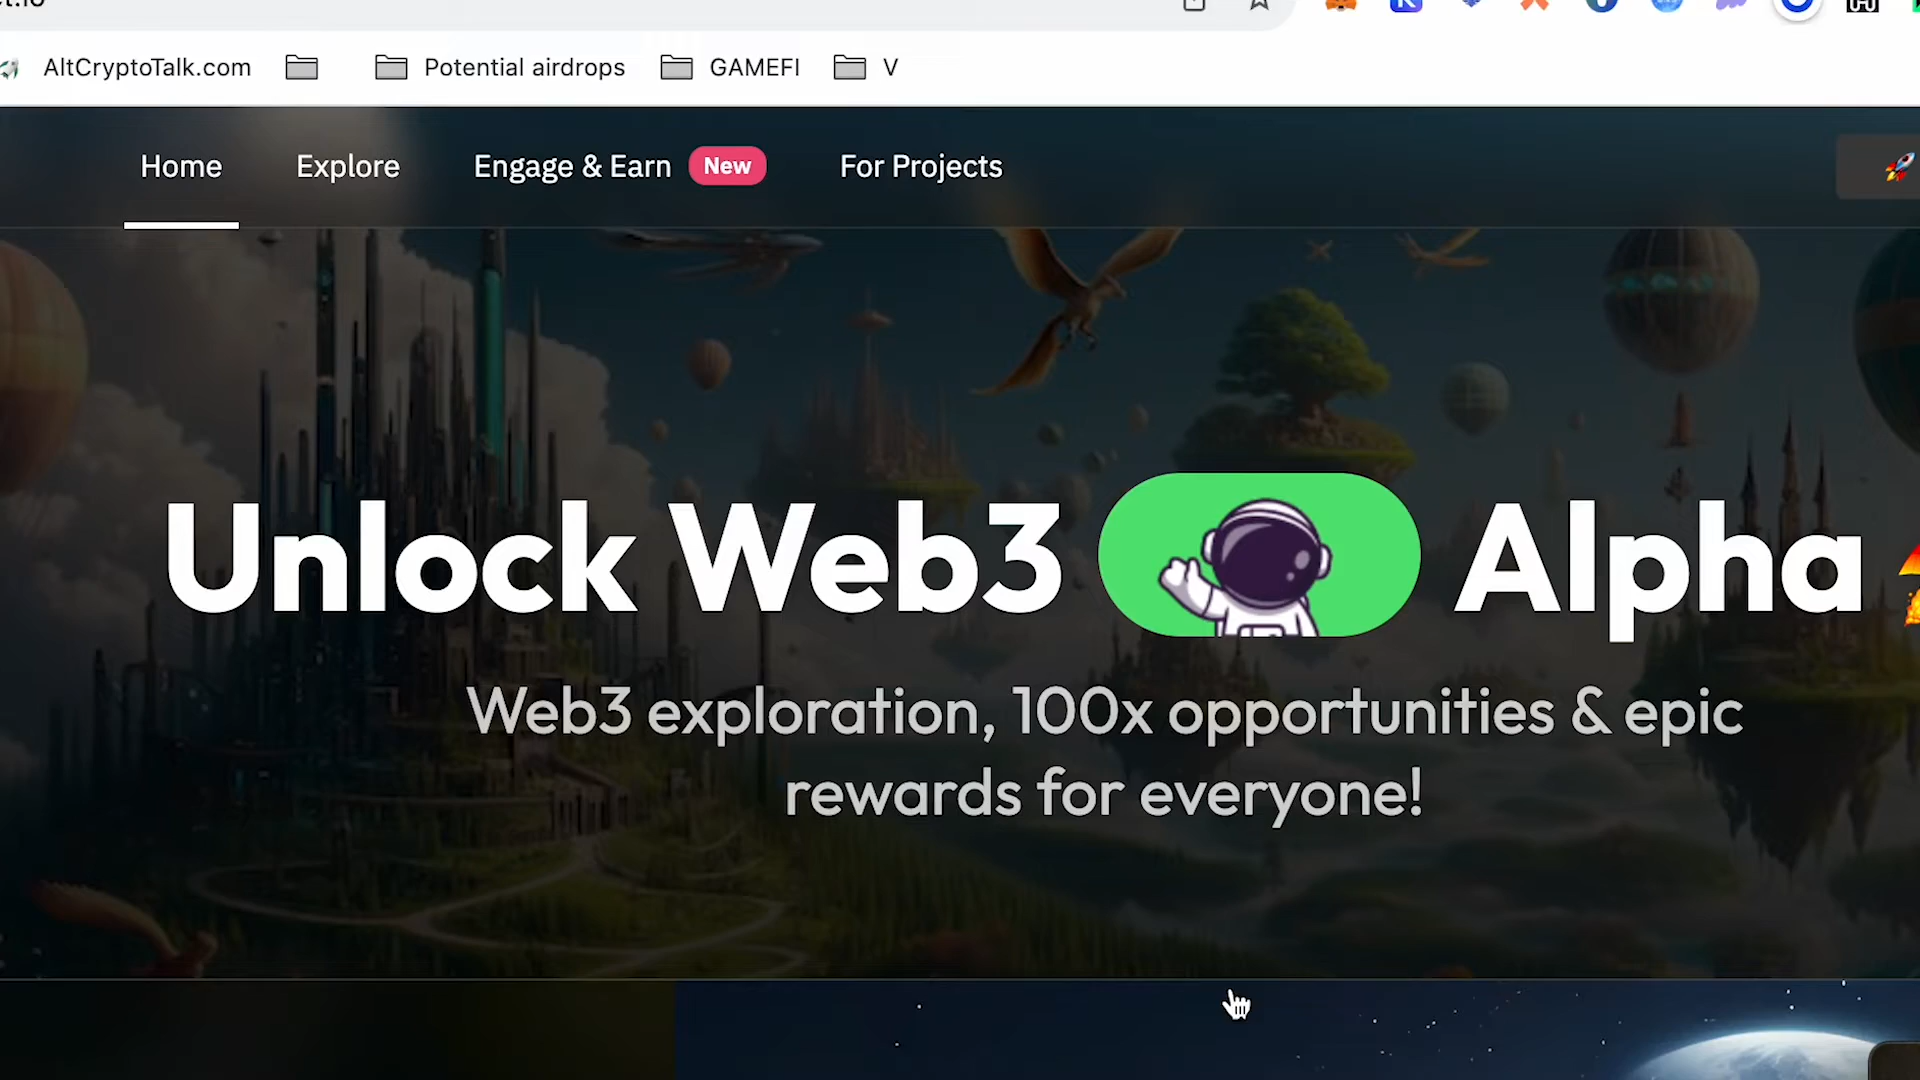 AltCryptoTalk.com Potential airdrops GAMEFI V
Home Explore Engage & Earn New For Projects
Unlock Web3 Alpha
Web3 exploration, 100x opportunities & epic
rewards for everyone!